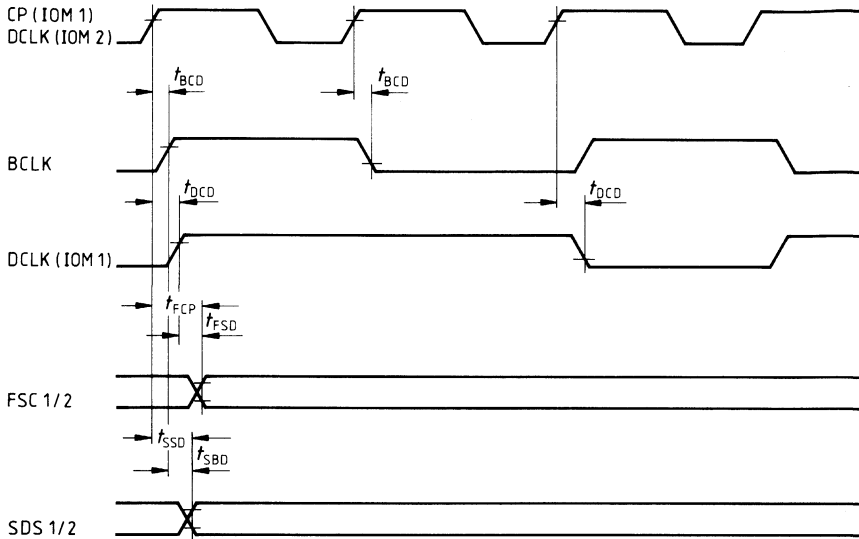 CP (IOM 1)
DCLK (IOM 2)
tBCD tBCD
BCLK
tDCD tDCD
DCLK (IOM 1)
tFCP
tFSD
FSC 1/2
tSSD
tSBD
SDS 1/2